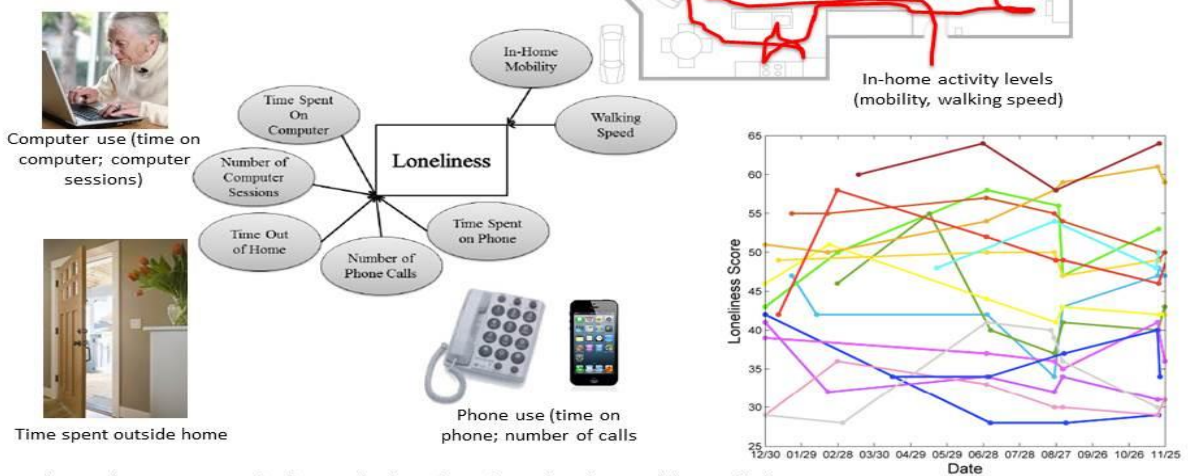 In-Home
Mobility
Time Spent
On
Computer
Walking
Speed
Loneliness
Number of
Computer
Sessions
Time Out
of Home
Number of
Phone Calls
Time Spent
on Phone
Computer use (time on
computer; computer
sessions)
Time spent outside home
Phone use (time on
phone; number of calls
In-home activity levels
(mobility, walking speed)
65
60
55
50
45
40
35
30
25
Loneliness Score
12/30 01/29 02/28 03/30 04/29 05/29 06/28 07/28 08/27 09/26 10/26 11/25
Date